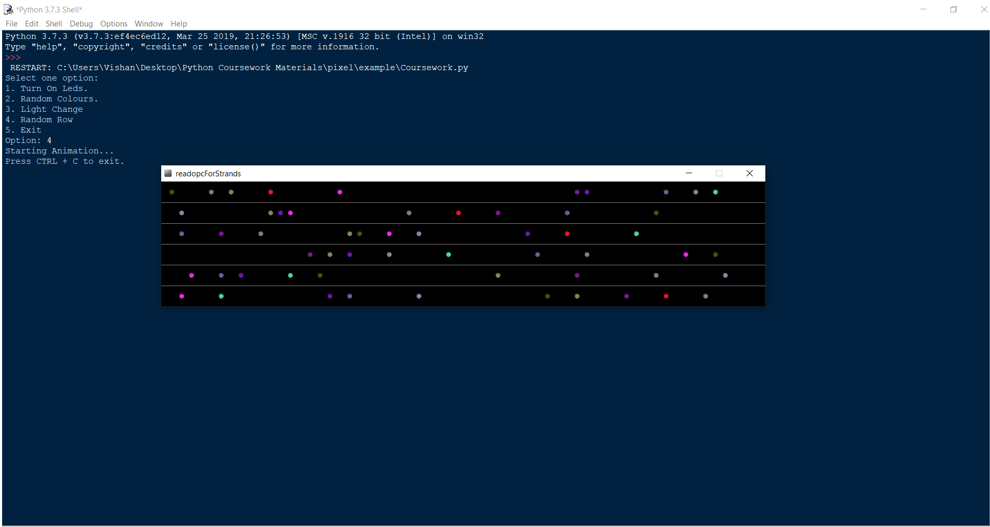 *Python 3.7.3 Shell*
File Edit Shell Debug Options Window Help
Python 3.7.3 (v3.7.3:ef4ec6ed12, Mar 25 2019, 21:26:53) [MSC v.1916 32 bit (Intel)] on win32
Type "help", "copyright", "credits" or "license()" for more information.
>>>
RESTART: C:\Users\Vishan\Desktop\Python Coursework Materials\pixel\example\Coursework.py
Select one option:
1. Turn On Leds.
2. Random Colours.
3. Light Change
4. Random Row
5. Exit
Option: 4
Starting Animation...
Press CTRL + C to exit.
readopcForStrands